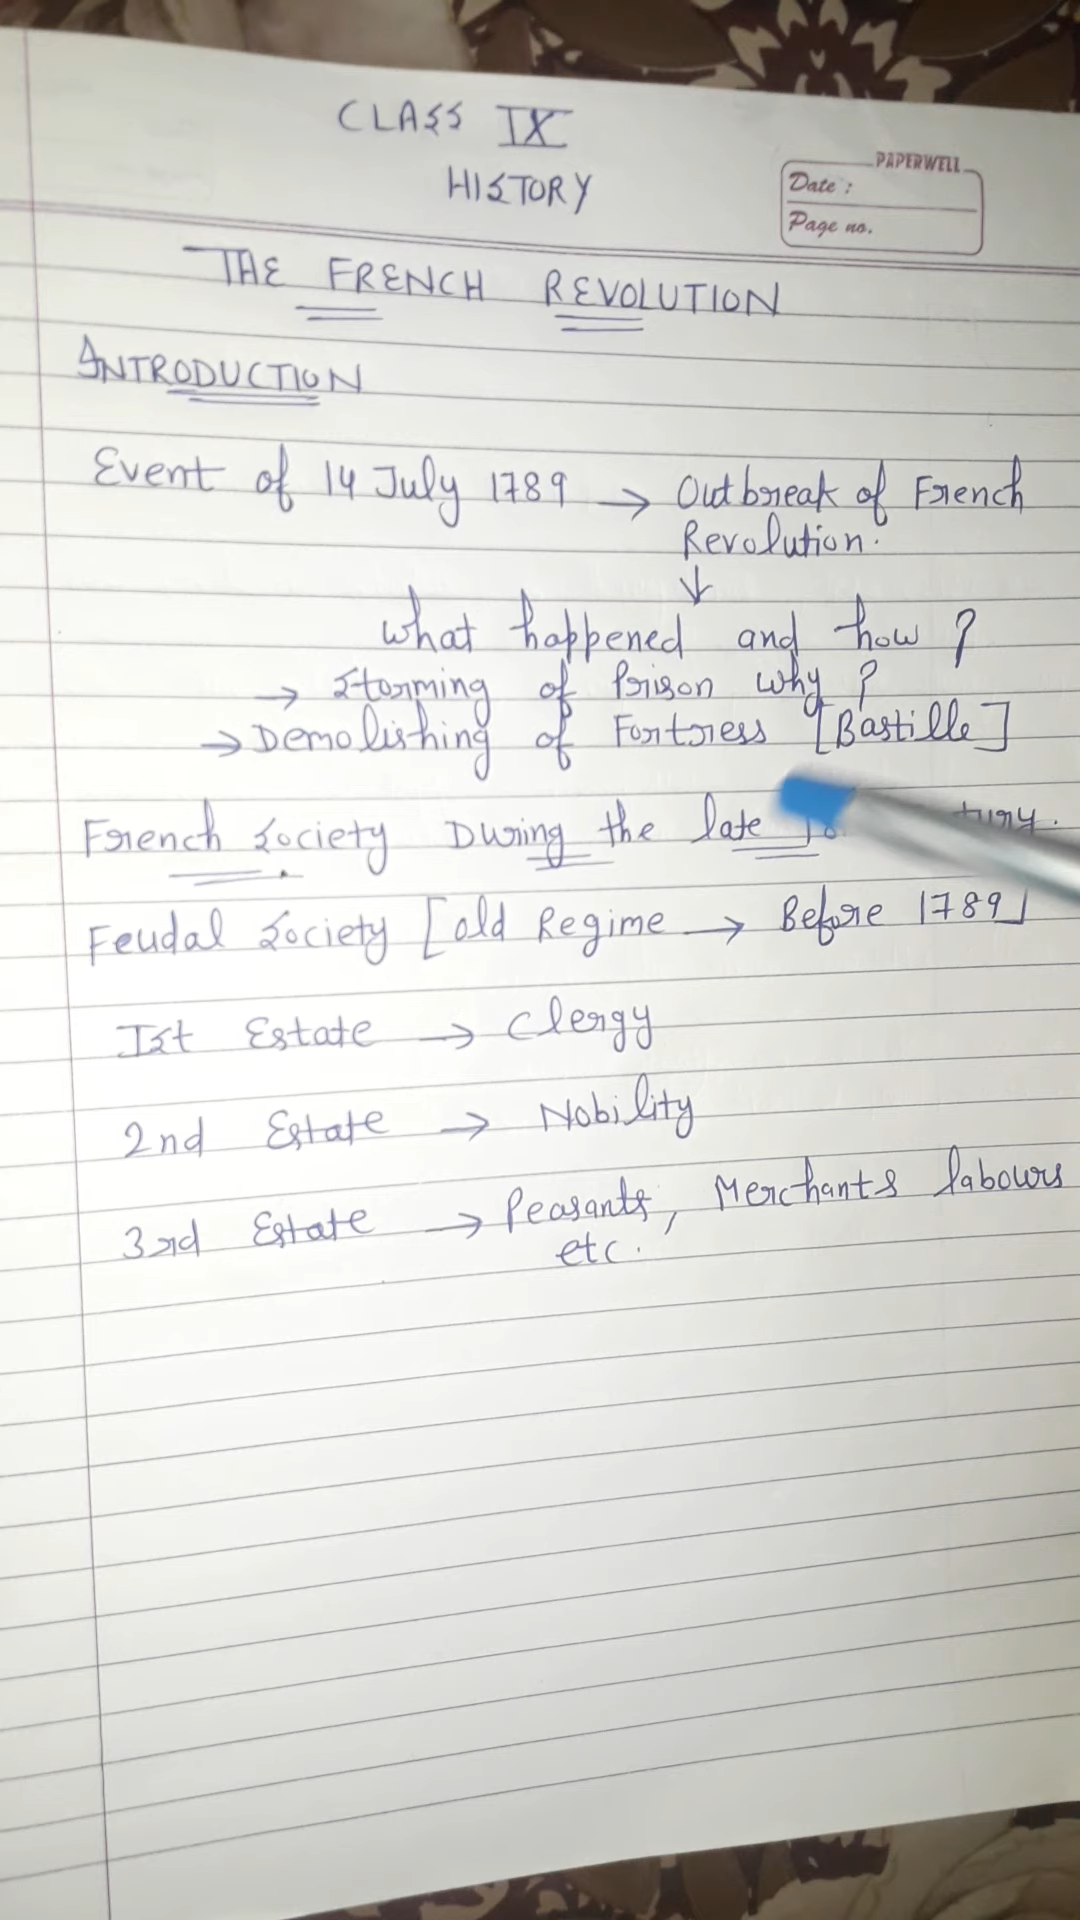 CLASS IX
HISTORY
PAPERWELL
Date :
Page no.
THE FRENCH REVOLUTION
INTRODUCTION
Event of 14 July 1789 → Outbreak of French
Revolution.
↓
What happened and how ?
→ Storming of Prison why ?
→ Demolishing of Fortress [Bastille]
French Society During the late
Feudal Society [old Regime → Before 1789]
Ist Estate → Clergy
2nd Estate → Nobility
3rd Estate → Peasants, Merchants labours
etc.